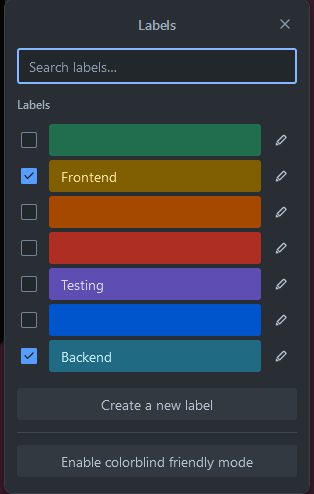 Labels
Search labels...
Labels
Frontend
Testing
Backend
Create a new label
Enable colorblind friendly mode